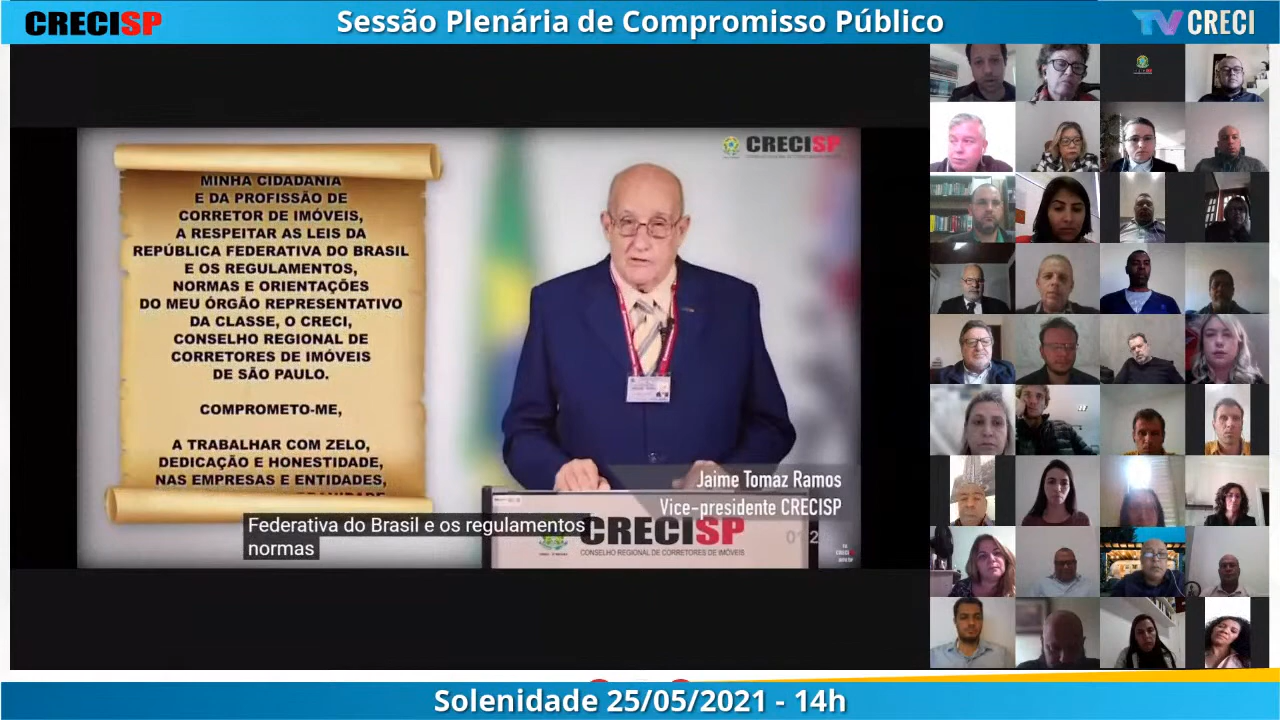 CRECISP
Sessão Plenária de Compromisso Público
TV CRECI
CRECISP
MINHA CIDADANIA
E DA PROFISSÃO DE
CORRETOR DE IMÓVEIS,
A RESPEITAR AS LEIS DA
REPÚBLICA FEDERATIVA DO BRASIL
E OS REGULAMENTOS,
NORMAS E ORIENTAÇÕES
DO MEU ÓRGÃO REPRESENTATIVO
DA CLASSE, O CRECI,
CONSELHO REGIONAL DE
CORRETORES DE IMÓVEIS
DE SÃO PAULO.
COMPROMETO-ME,
A TRABALHAR COM ZELO,
DEDICAÇÃO E HONESTIDADE,
NAS EMPRESAS E ENTIDADES,
Jaime Tomaz Ramos
Vice-presidente CRECISP
Federativa do Brasil e os regulamentos
normas
CRECISP
CONSELHO REGIONAL DE CORRETORES DE IMÓVEIS
Solenidade 25/05/2021 - 14h